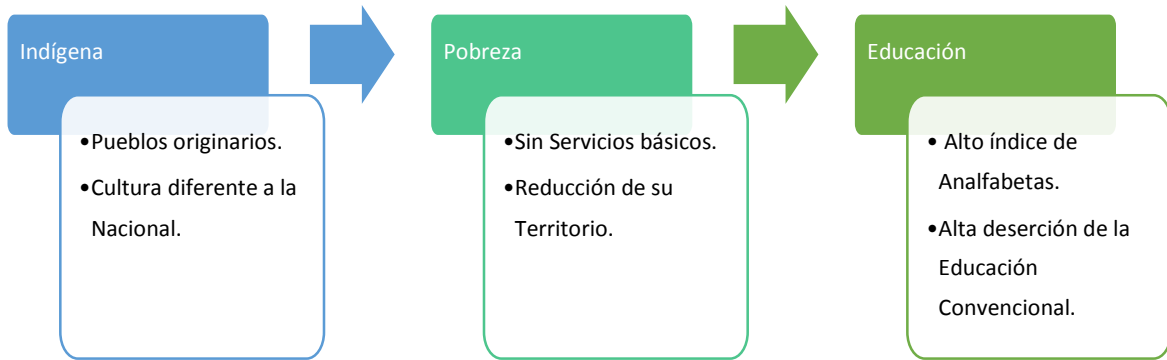 Indígena
•Pueblos originarios.
•Cultura diferente a la
Nacional.
Pobreza
•Sin Servicios básicos.
•Reducción de su
Territorio.
Educación
• Alto índice de
Analfabetas.
•Alta deserción de la
Educación
Convencional.